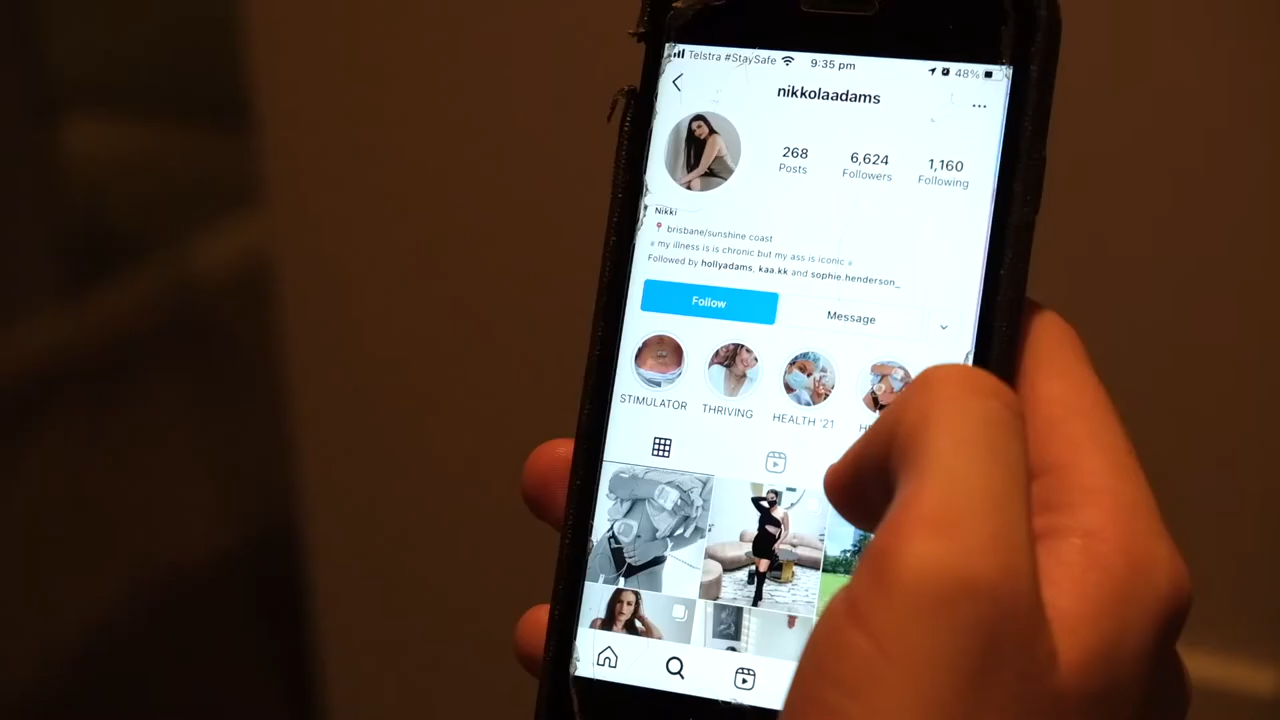 Telstra #StaySafe 9:35 pm 48%
nikkolaadams
268 6,624 1,160
Posts Followers Following
Nikki
brisbane/sunshine coast
my illness is is chronic but my ass is iconic
Followed by hollyadams, kaa.kk and sophie.henderson_
Follow Message
STIMULATOR THRIVING HEALTH '21